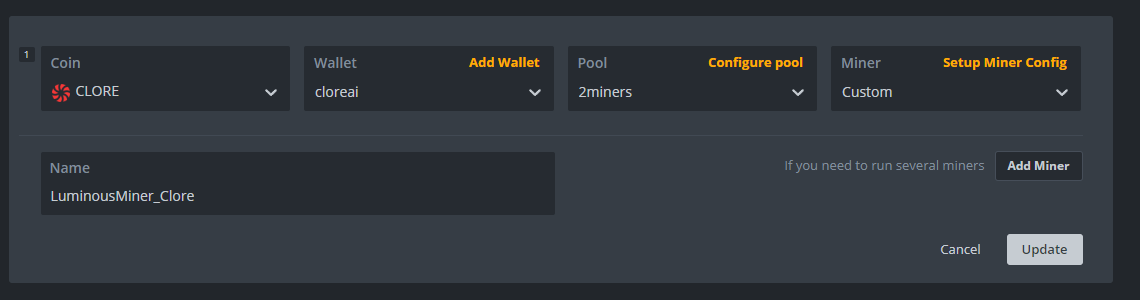 1
Coin
CLORE
Wallet Add Wallet
cloreai
Pool Configure pool
2miners
Miner Setup Miner Config
Custom
Name
LuminousMiner_Clore
If you need to run several miners Add Miner
Cancel Update